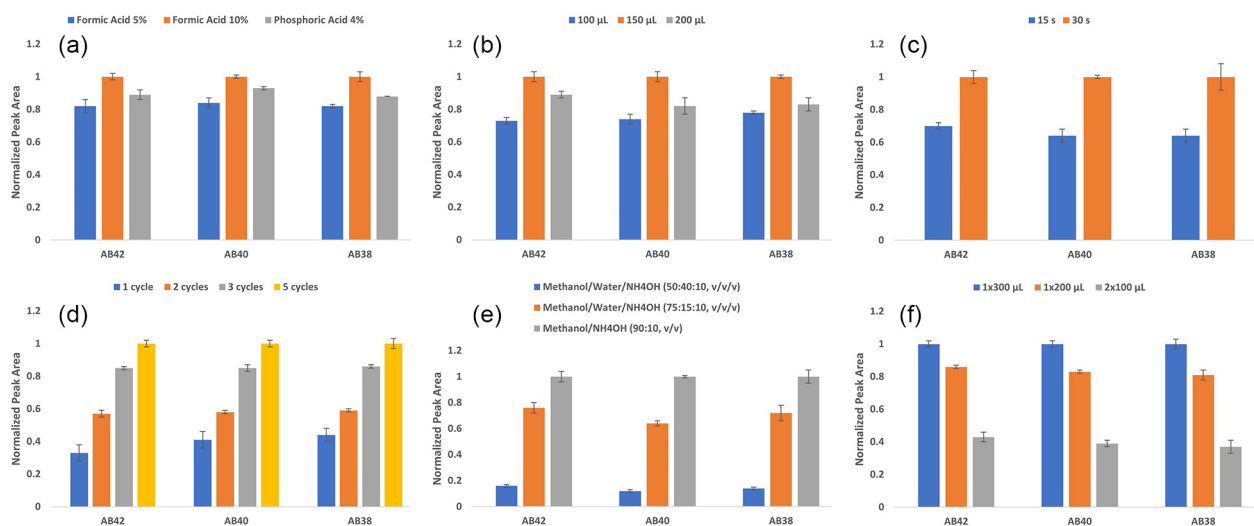 Formic Acid 5% Formic Acid 10% Phosphoric Acid 4%
(a)
Normalized Peak Area
1.2
1
0.8
0.6
0.4
0.2
0
AB42 AB40 AB38
100 µL 150 µL 200 µL
(b)
Normalized Peak Area
1.2
1
0.8
0.6
0.4
0.2
0
AB42 AB40 AB38
15 s 30 s
(c)
Normalized Peak Area
1.2
1
0.8
0.6
0.4
0.2
0
AB42 AB40 AB38
1 cycle 2 cycles 3 cycles 5 cycles
(d)
Normalized Peak Area
1.2
1
0.8
0.6
0.4
0.2
0
AB42 AB40 AB38
Methanol/Water/NH4OH (50:40:10, v/v/v)
Methanol/Water/NH4OH (75:15:10, v/v/v)
Methanol/NH4OH (90:10, v/v)
(e)
Normalized Peak Area
1.2
1
0.8
0.6
0.4
0.2
0
AB42 AB40 AB38
1x300 µL 1x200 µL 2x100 µL
(f)
Normalized Peak Area
1.2
1
0.8
0.6
0.4
0.2
0
AB42 AB40 AB38